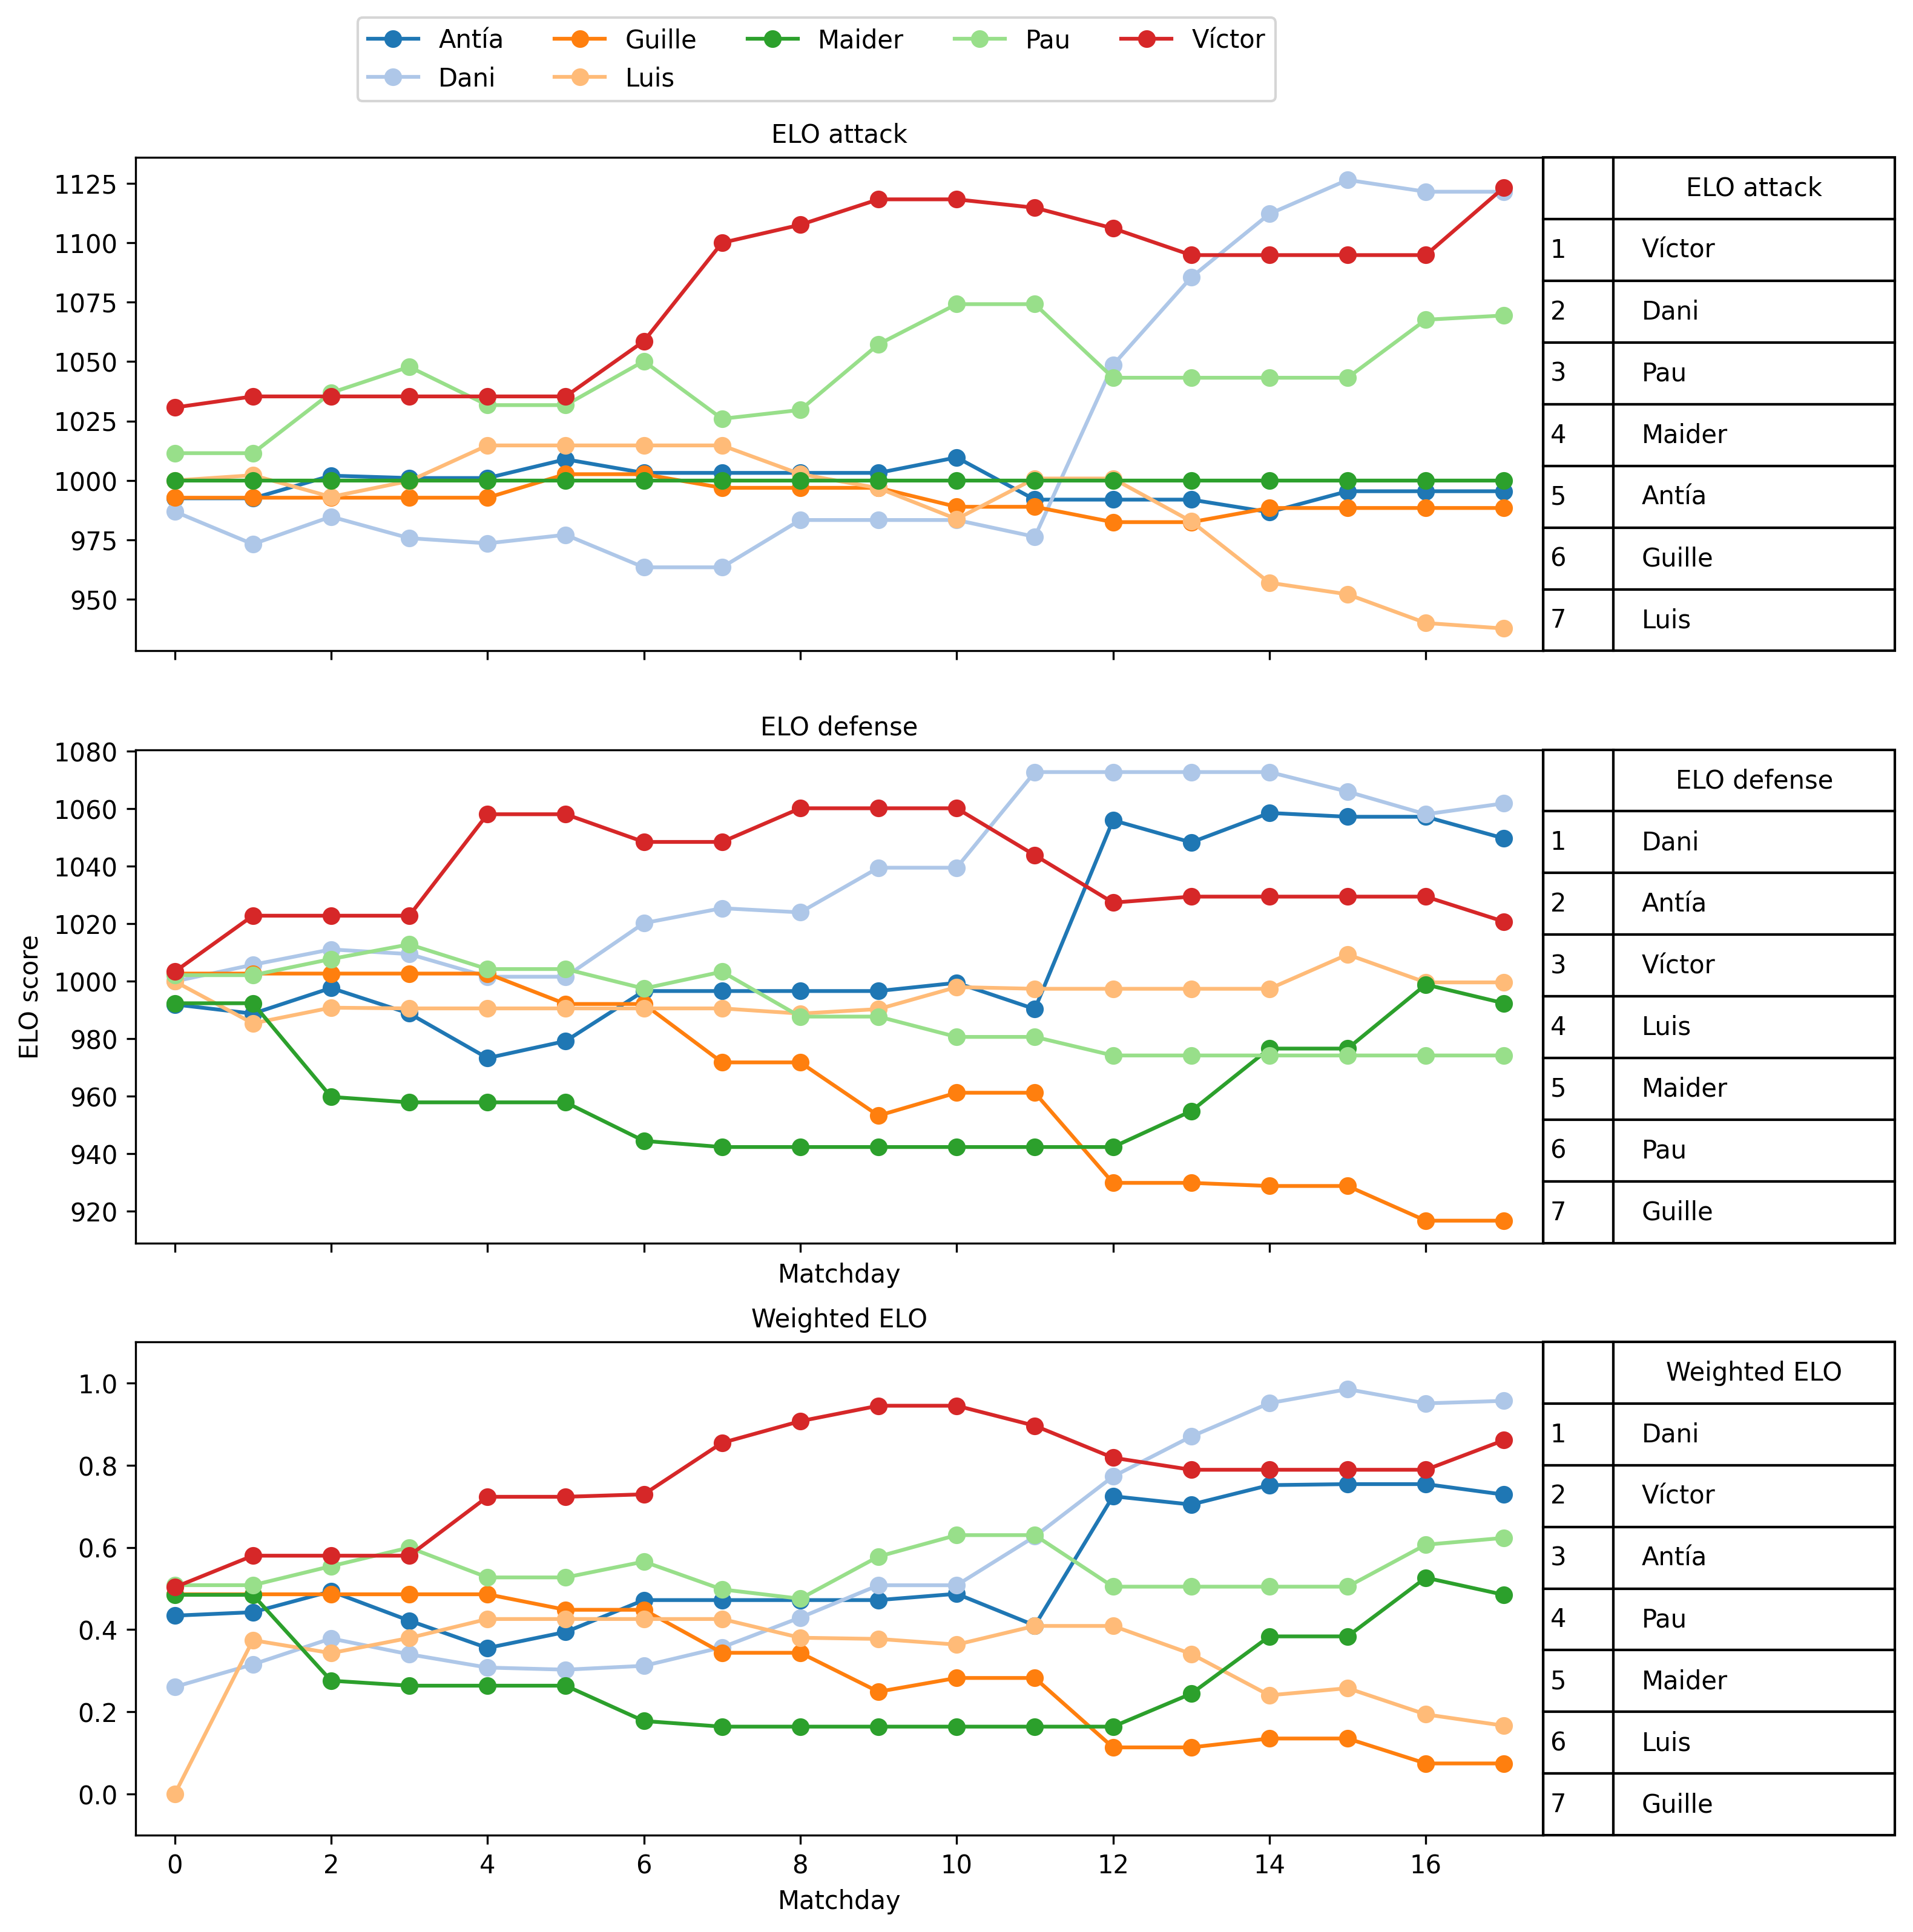 Antía Guille Maider Pau Víctor
Dani Luis
ELO attack
1125
1100
1075
1050
1025
1000
975
950
ELO attack
1 Víctor
2 Dani
3 Pau
4 Maider
5 Antía
6 Guille
7 Luis
ELO defense
ELO score
1080
1060
1040
1020
1000
980
960
940
920
Matchday
ELO defense
1 Dani
2 Antía
3 Víctor
4 Luis
5 Maider
6 Pau
7 Guille
Weighted ELO
1.0
0.8
0.6
0.4
0.2
0.0
0 2 4 6 8 10 12 14 16
Matchday
Weighted ELO
1 Dani
2 Víctor
3 Antía
4 Pau
5 Maider
6 Luis
7 Guille